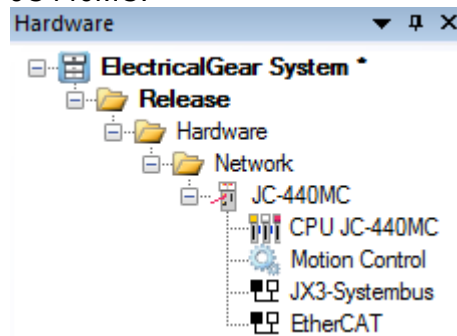 Hardware
ElectricalGear System *
Release
Hardware
Network
JC-440MC
CPU JC-440MC
Motion Control
JX3-Systembus
EtherCAT